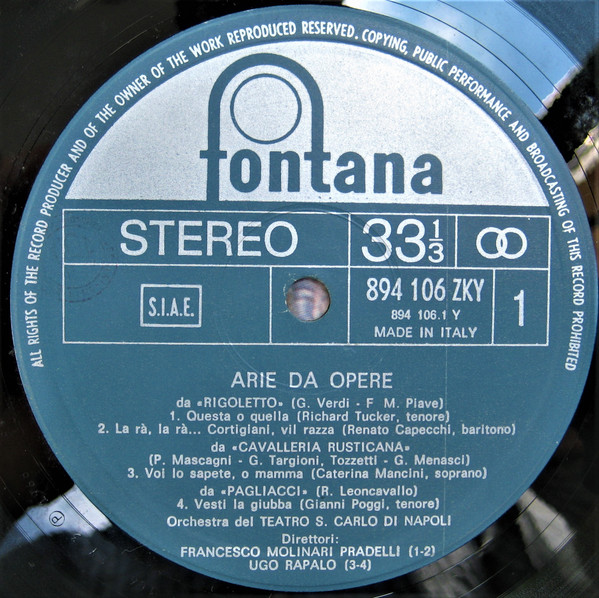 ALL RIGHTS OF THE RECORD PRODUCER AND OF THE OWNER OF THE WORK REPRODUCED RESERVED. COPYING, PUBLIC PERFORMANCE AND BROADCASTING OF THIS RECORD PROHIBITED
fontana
STEREO
33 1/3
S.I.A.E.
894 106 ZKY
894 106.1 Y
MADE IN ITALY
1
ARIE DA OPERE
da «RIGOLETTO» (G. Verdi - F M. Piave)
1. Questa o quella (Richard Tucker, tenore)
2. La rà, la rà... Cortigiani, vil razza (Renato Capecchi, baritono)
da «CAVALLERIA RUSTICANA»
(P. Mascagni - G. Targioni, Tozzetti - G. Menasci)
3. Voi lo sapete, o mamma (Caterina Mancini, soprano)
da «PAGLIACCI» (R. Leoncavallo)
4. Vesti la giubba (Gianni Poggi, tenore)
Orchestra del TEATRO S. CARLO DI NAPOLI
Direttori:
FRANCESCO MOLINARI PRADELLI (1-2)
UGO RAPALO (3-4)
℗